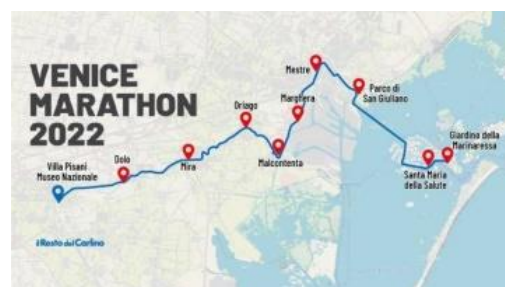 VENICE
MARATHON
2022
Villa Pisani
Museo Nazionale
Dolo
Mira
Oriago
Malcontenta
Marghera
Mestre
Parco di
San Giuliano
Santa Maria
della Salute
Giardino della
Marinaressa
il Resto del Carlino